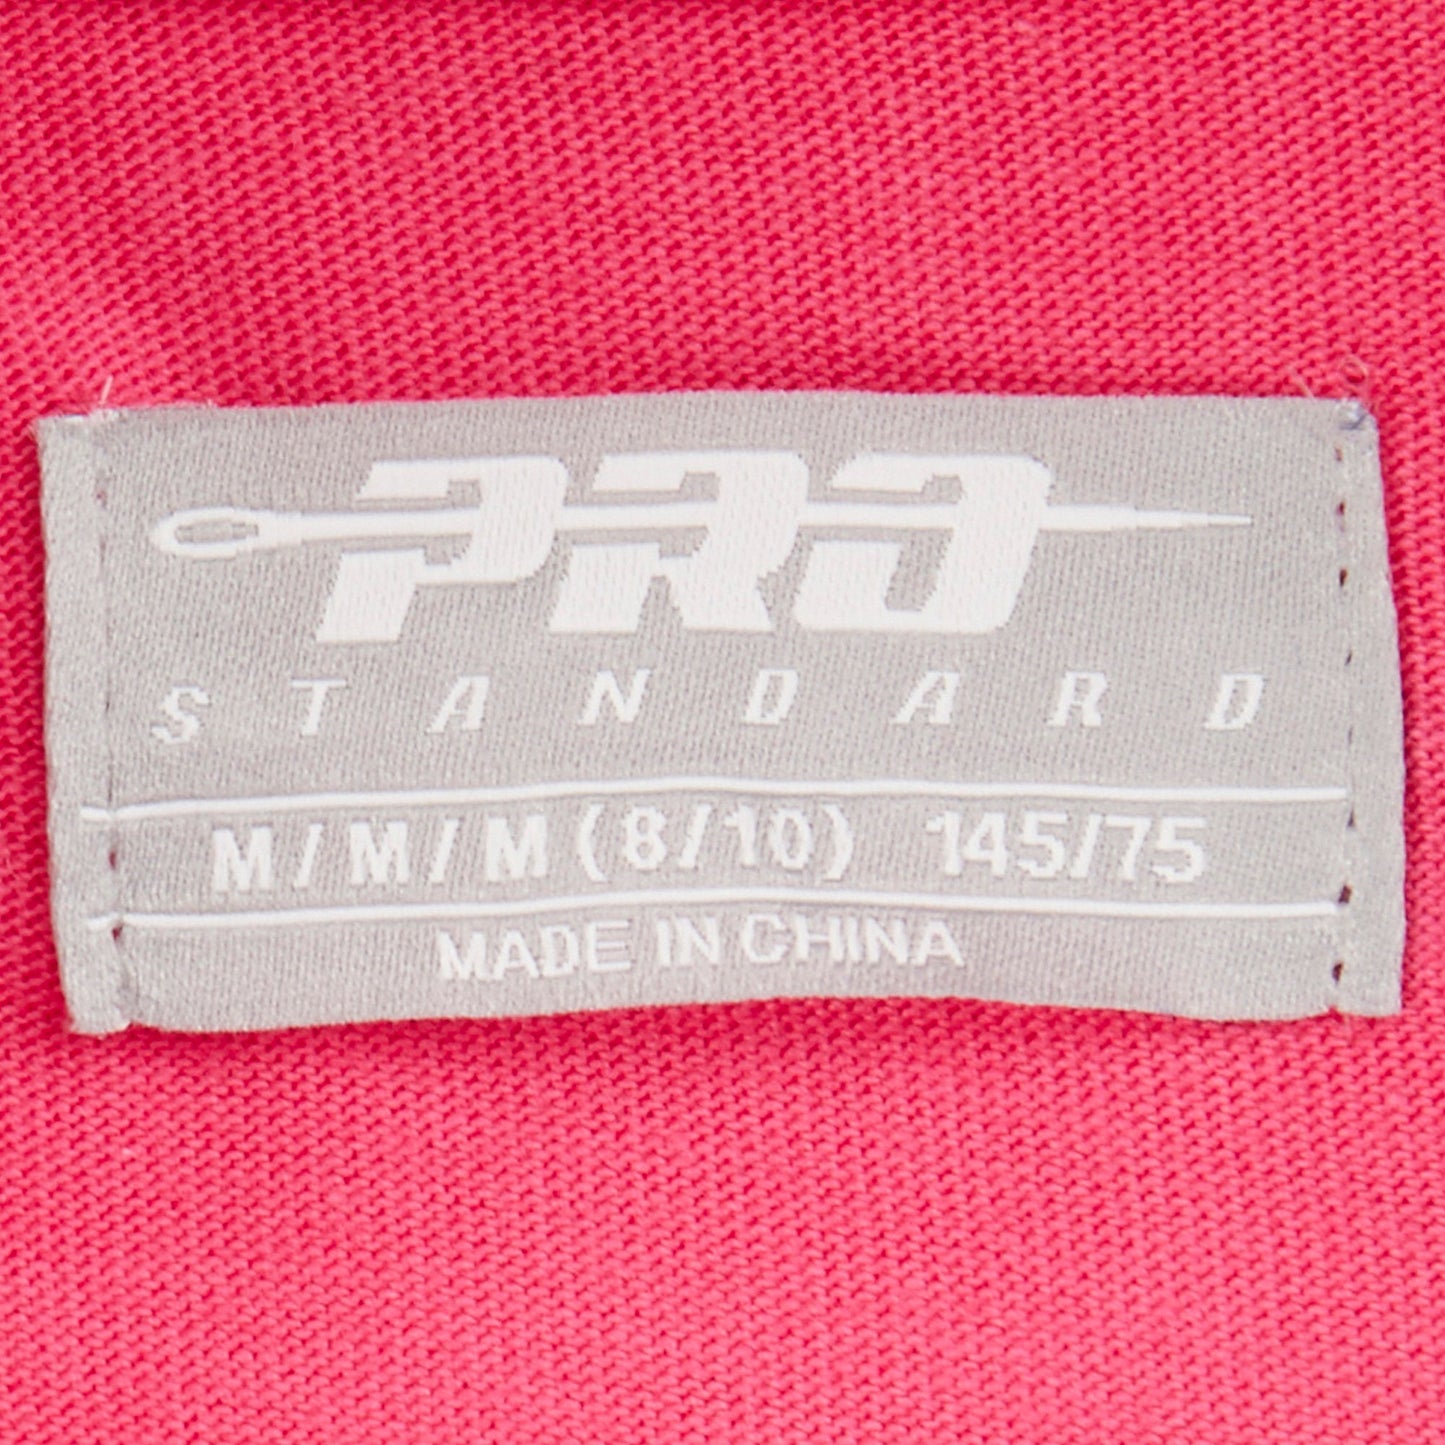 PRO
STANDARD
M/M/M(8/10) 145/75
MADE IN CHINA